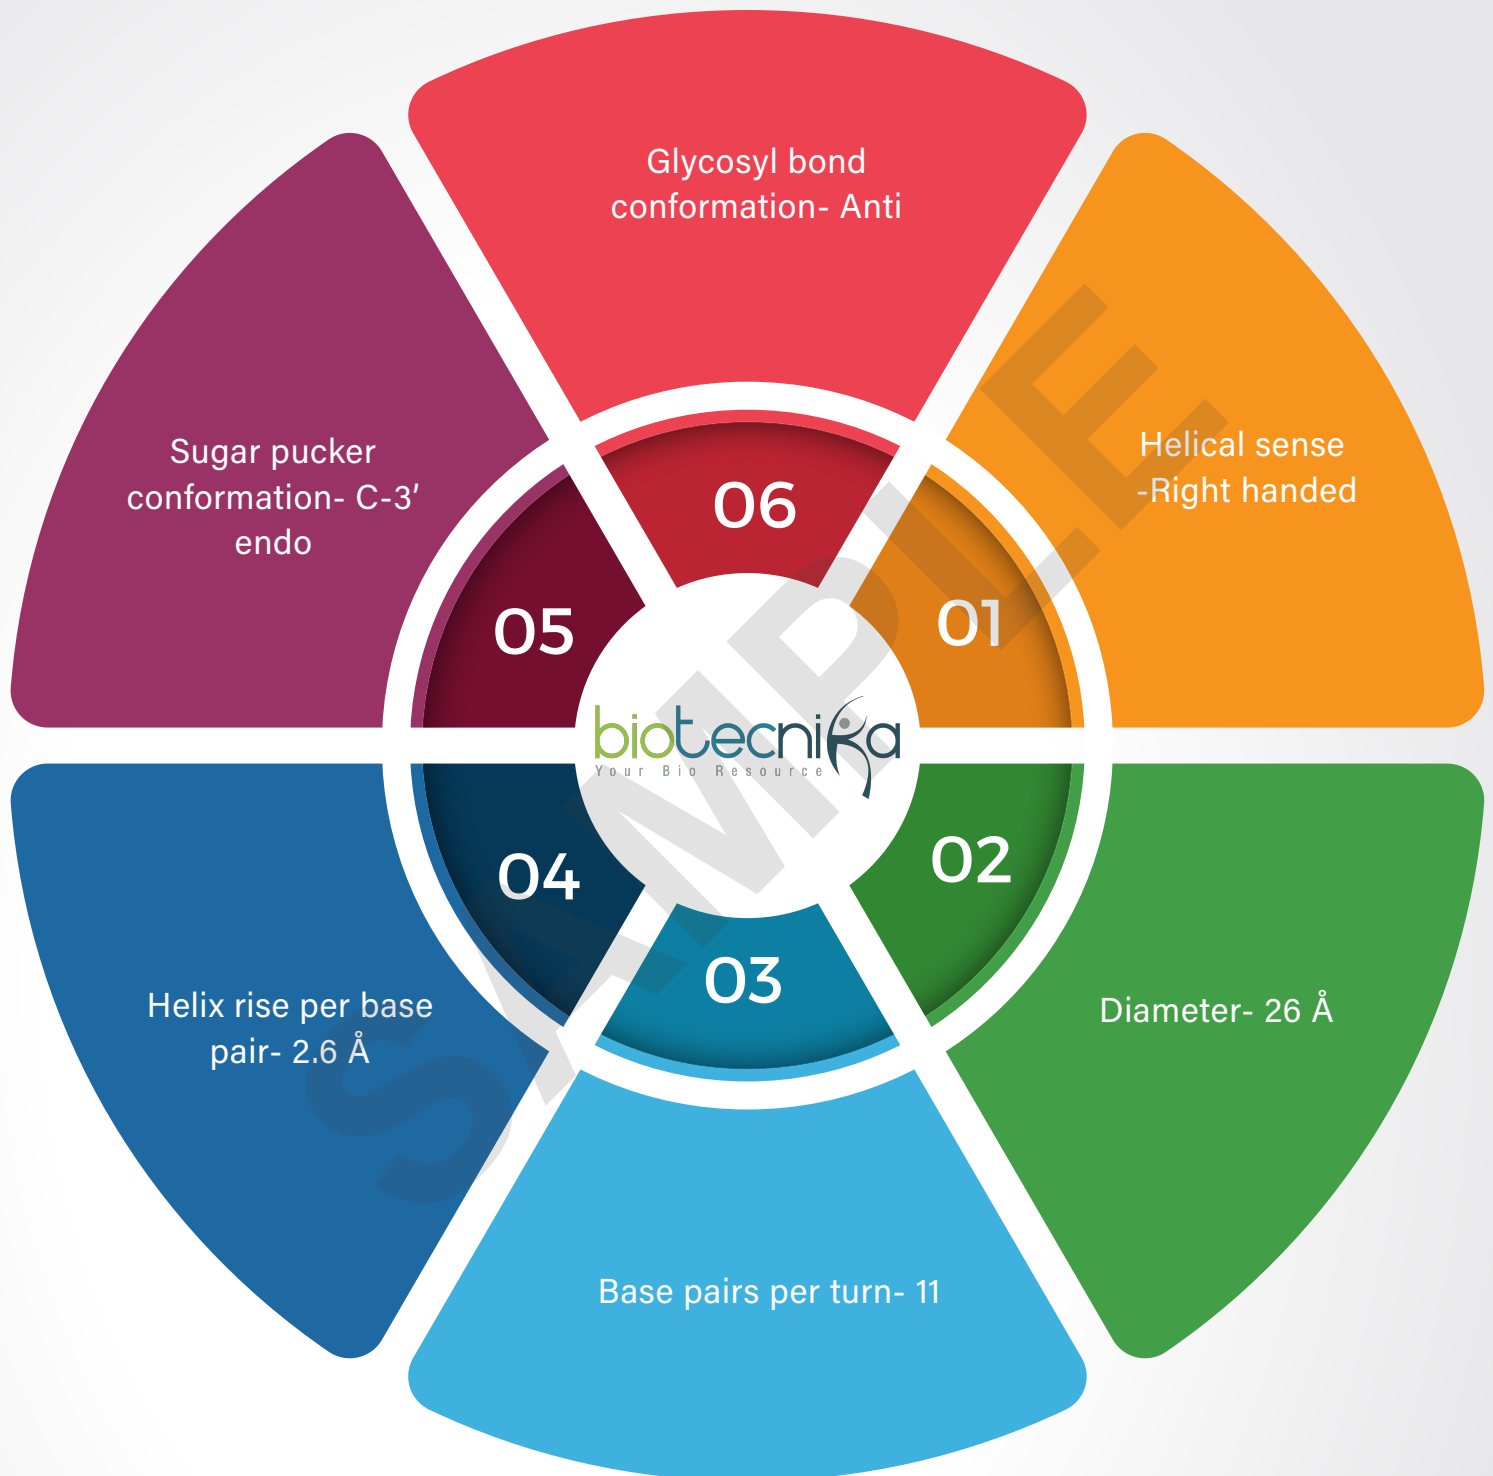 Glycosyl bond
conformation- Anti
06
Helical sense
-Right handed
01
Diameter- 26 Å
02
Base pairs per turn- 11
03
Helix rise per base
pair- 2.6 Å
04
Sugar pucker
conformation- C-3’
endo
05
biotecnika
Your Bio Resource
SAMPLE